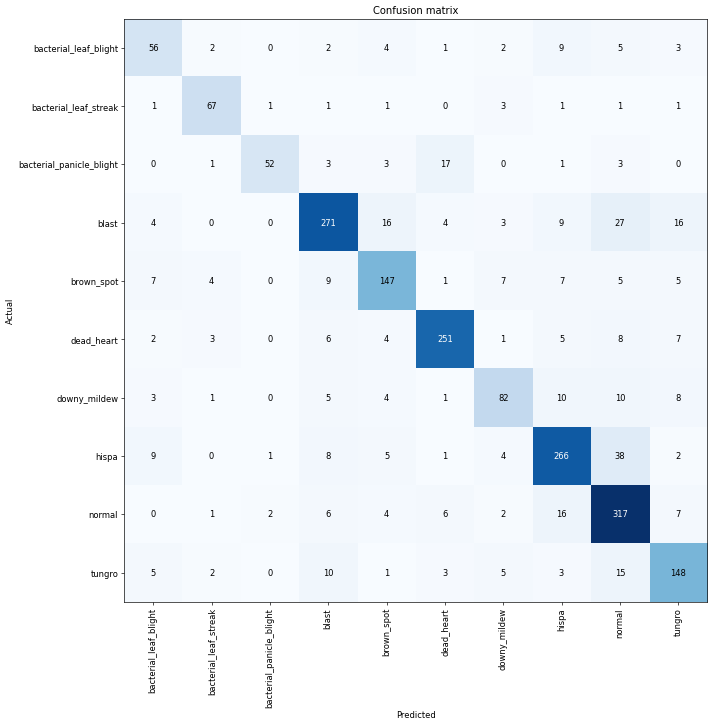 Confusion matrix
bacterial_leaf_blight 56 2 0 2 4 1 2 9 5 3
bacterial_leaf_streak 1 67 1 1 1 0 3 1 1 1
bacterial_panicle_blight 0 1 52 3 3 17 0 1 3 0
blast 4 0 0 271 16 4 3 9 27 16
brown_spot 7 4 0 9 147 1 7 7 5 5
dead_heart 2 3 0 6 4 251 1 5 8 7
downy_mildew 3 1 0 5 4 1 82 10 10 8
hispa 9 0 1 8 5 1 4 266 38 2
normal 0 1 2 6 4 6 2 16 317 7
tungro 5 2 0 10 1 3 5 3 15 148
Actual
bacterial_leaf_blight
bacterial_leaf_streak
bacterial_panicle_blight
blast
brown_spot
dead_heart
downy_mildew
hispa
normal
tungro
Predicted